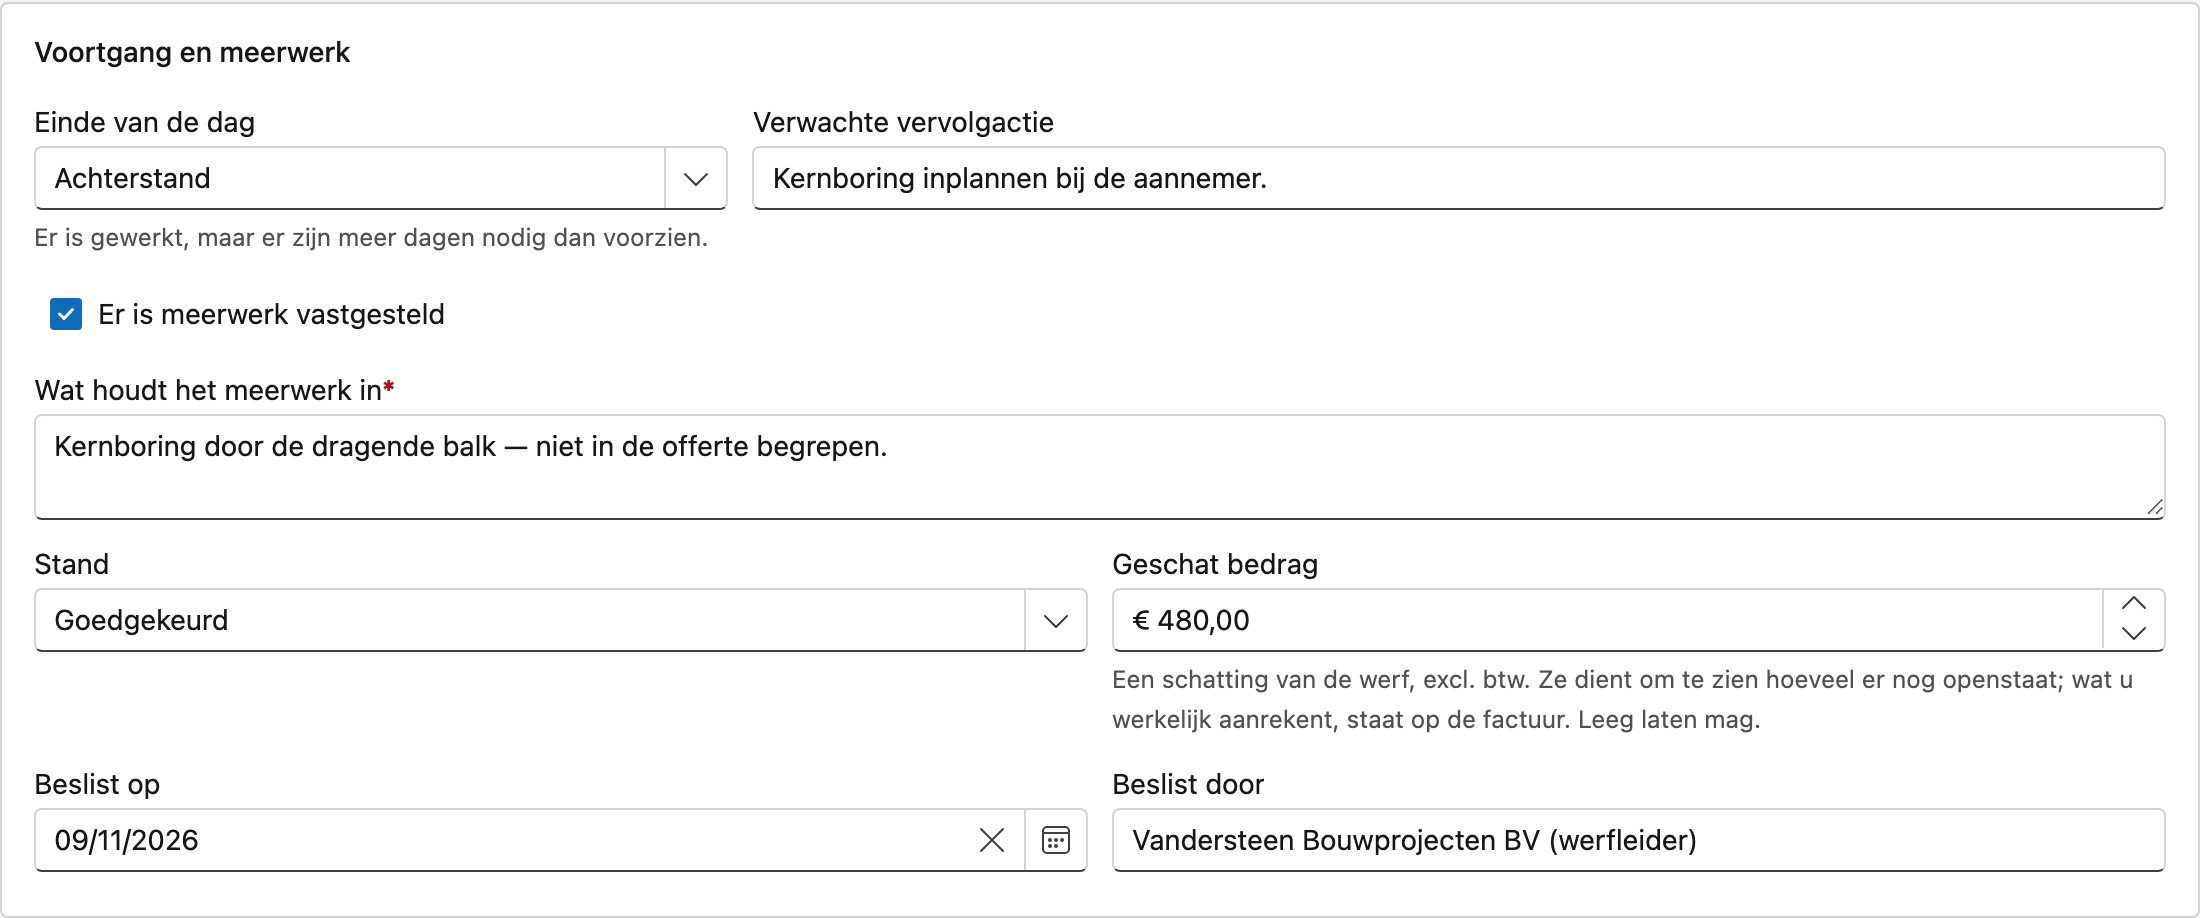 Voortgang en meerwerk
Einde van de dag
Verwachte vervolgactie
Achterstand
Kernboring inplannen bij de aannemer.
Er is gewerkt, maar er zijn meer dagen nodig dan voorzien.
Er is meerwerk vastgesteld
Wat houdt het meerwerk in*
Kernboring door de dragende balk — niet in de offerte begrepen.
Stand
Geschat bedrag
Goedgekeurd
€ 480,00
Een schatting van de werf, excl. btw. Ze dient om te zien hoeveel er nog openstaat; wat u
werkelijk aanrekent, staat op de factuur. Leeg laten mag.
Beslist op
Beslist door
09/11/2026
Vandersteen Bouwprojecten BV (werfleider)